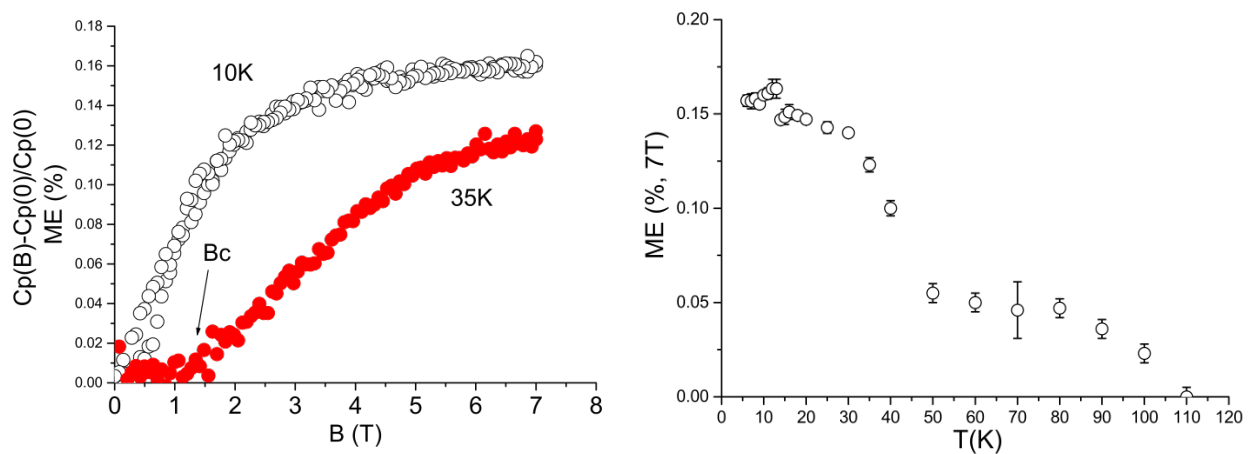 Cp(B)-Cp(0)/Cp(0)
ME (%)
0.18
0.16
0.14
0.12
0.10
0.08
0.06
0.04
0.02
0.00
10K
35K
Bc
0 1 2 3 4 5 6 7 8
B (T)
ME (%, 7T)
0.20
0.15
0.10
0.05
0.00
0 10 20 30 40 50 60 70 80 90 100 110 120
T(K)